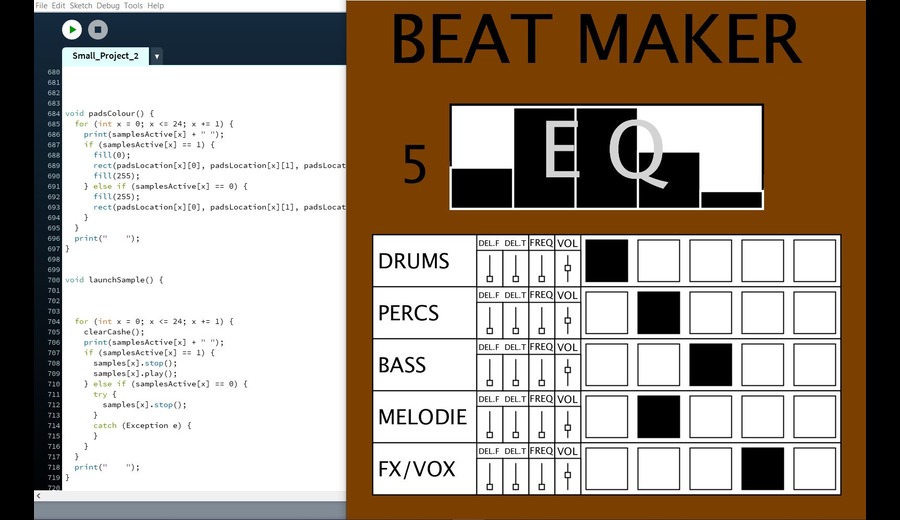 File Edit Sketch Debug Tools Help
Small_Project_2
680
681
682
683
684 void padsColour() {
685 for (int x = 0; x <= 24; x += 1) {
686 print(samplesActive[x] + " ");
687 if (samplesActive[x] == 1) {
688 fill(0);
689 rect(padsLocation[x][0], padsLocation[x][1], padsLocat
690 fill(255);
691 } else if (samplesActive[x] == 0) {
692 fill(255);
693 rect(padsLocation[x][0], padsLocation[x][1], padsLocat
694 }
695 }
696 print("    ");
697 }
698
699
700 void launchSample() {
701
702
703
704 for (int x = 0; x <= 24; x += 1) {
705 clearCashe();
706 print(samplesActive[x] + " ");
707 if (samplesActive[x] == 1) {
708 samples[x].stop();
709 samples[x].play();
710 } else if (samplesActive[x] == 0) {
711 try {
712 samples[x].stop();
713 }
714 catch (Exception e) {
715 }
716 }
717 }
718 print("    ");
719 }
BEAT MAKER
5
EQ
DRUMS DEL.F DEL.T FREQ VOL
PERCS DEL.F DEL.T FREQ VOL
BASS DEL.F DEL.T FREQ VOL
MELODIE DEL.F DEL.T FREQ VOL
FX/VOX DEL.F DEL.T FREQ VOL